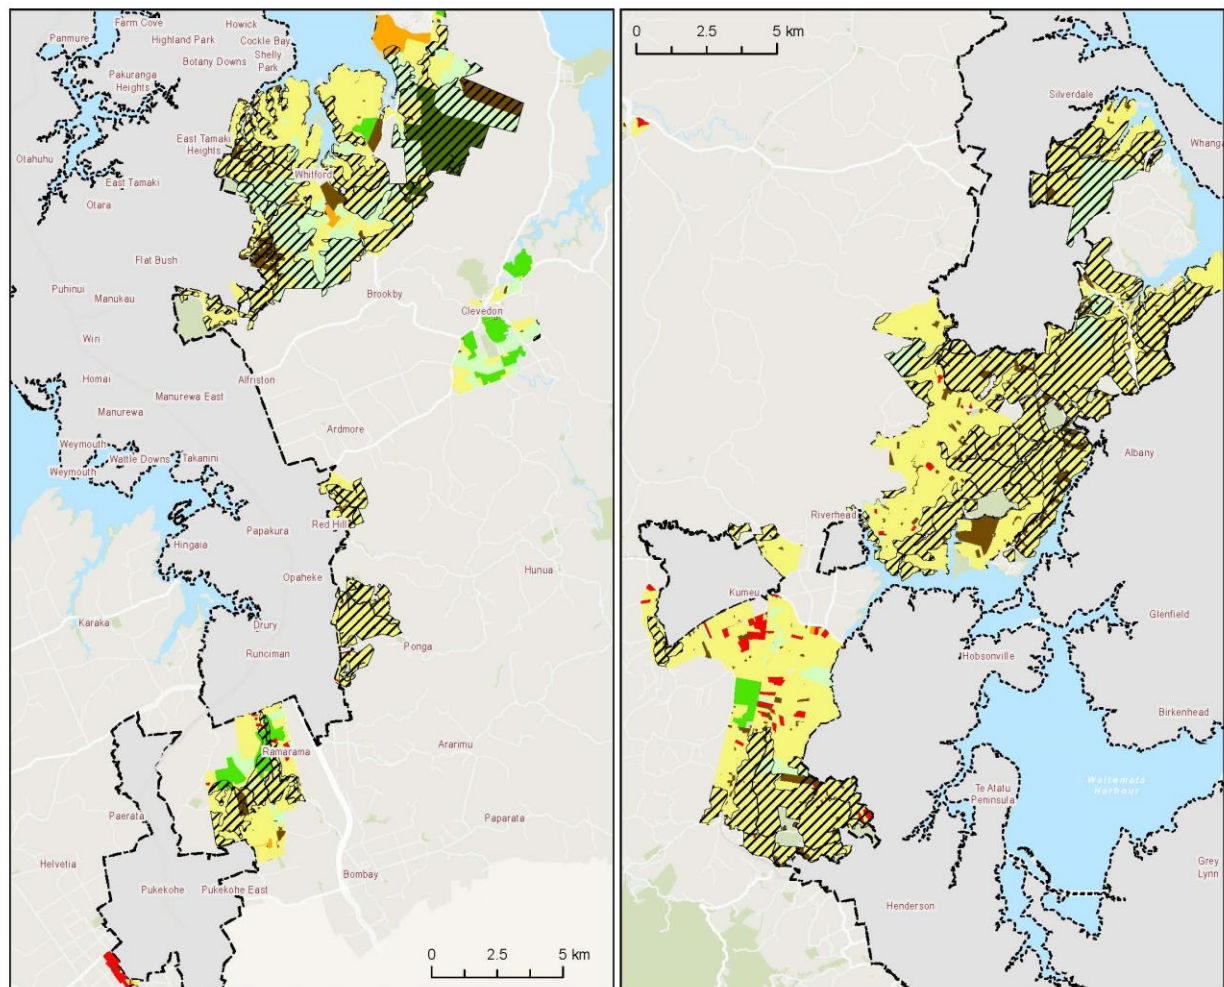 Farm Cove
Howick
Panmure
Highland Park
Cockle Bay
Botany Downs
Shelly
Park
Pakuranga
Heights
East Tamaki
Heights
Otahuhu
Whitford
East Tamaki
Otara
Flat Bush
Puhinui
Manukau
Brookby
Clevedon
Wiri
Homai
Alfriston
Manurewa East
Manurewa
Ardmore
Weymouth
Wattle Downs
Takanini
Weymouth
Papakura
Red Hill
Hingaia
Opaheke
Hunua
Karaka
Drury
Runciman
Ponga
Ramarama
Ararimu
Paerata
Paparata
Helvetia
Pukekohe
Pukekohe East
Bombay
0 2.5 5 km
0 2.5 5 km
Silverdale
Whanga
Albany
Riverhead
Kumeu
Glenfield
Hobsonville
Birkenhead
Waitemata
Harbour
Te Atatu
Peninsula
Grey
Lynn
Henderson